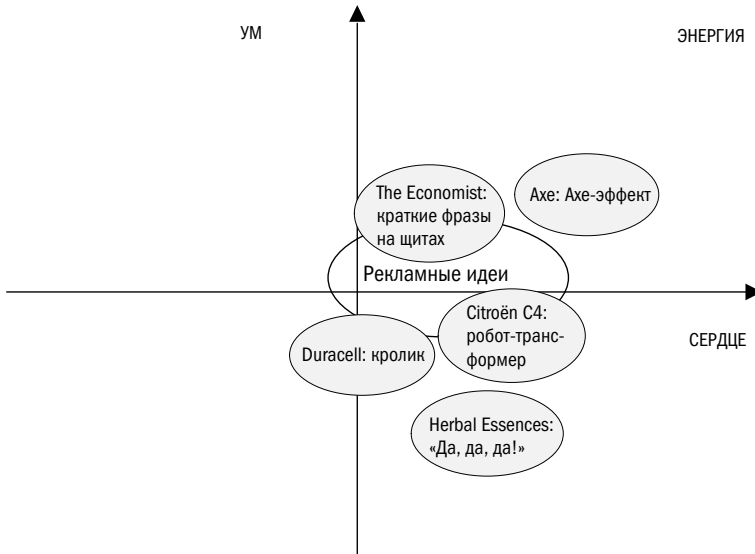 УМ
ЭНЕРГИЯ
The Economist:
краткие фразы
на щитах
Axe: Axe-эффект
Рекламные идеи
Citroën C4:
робот-транс-
формер
СЕРДЦЕ
Duracell: кролик
Herbal Essences:
«Да, да, да!»